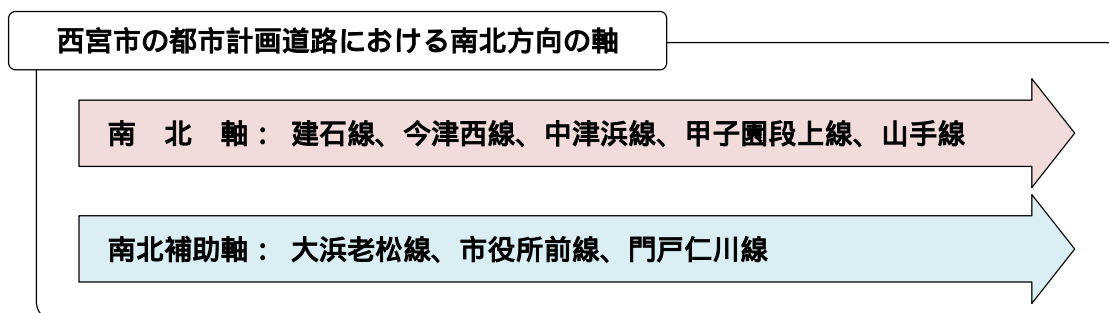 西宮市の都市計画道路における南北方向の軸
南　北　軸： 建石線、今津西線、中津浜線、甲子園段上線、山手線
南北補助軸： 大浜老松線、市役所前線、門戸仁川線